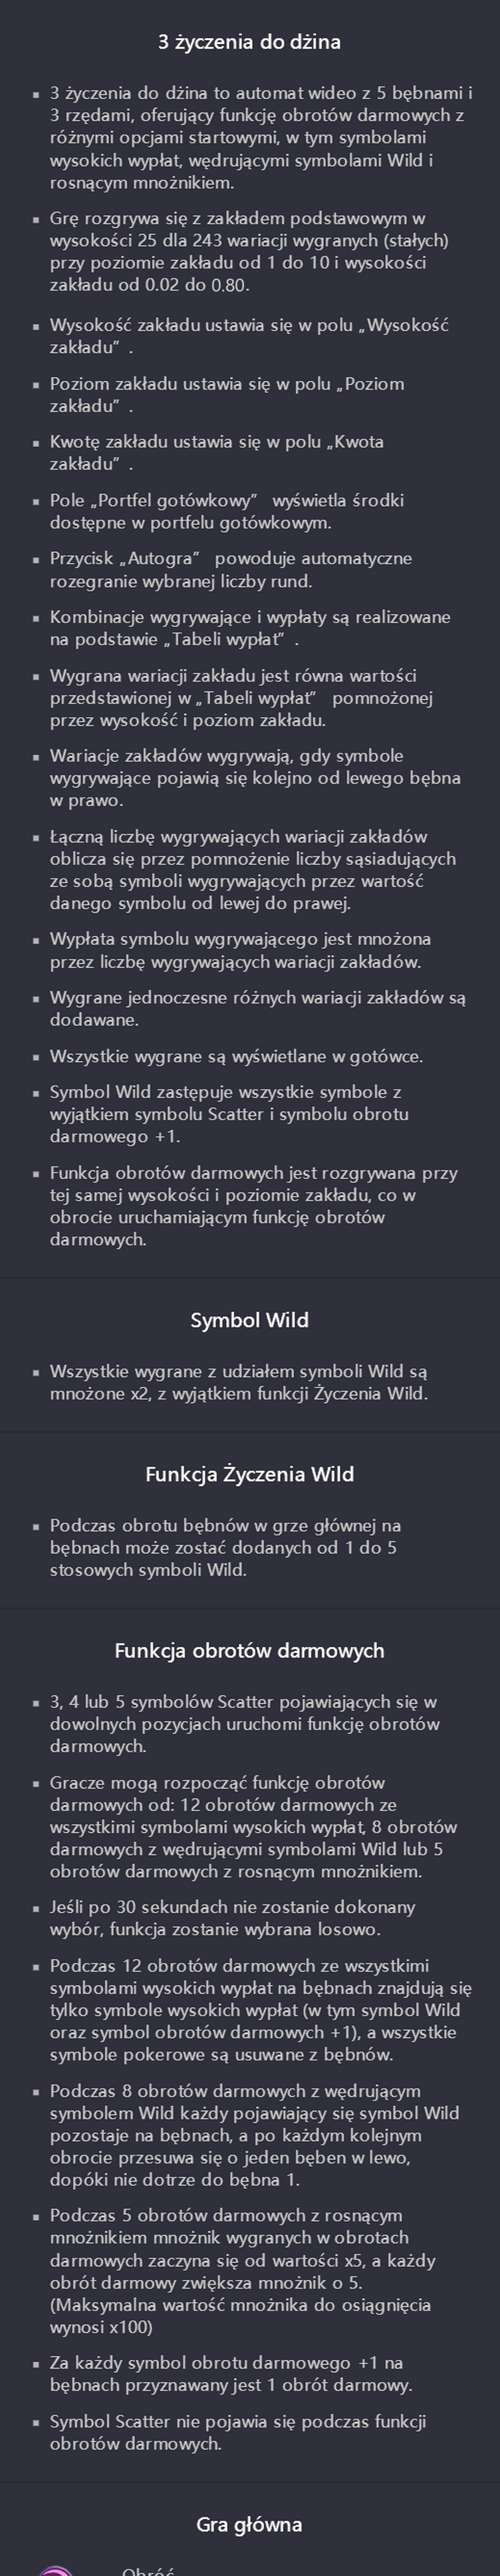 3 życzenia do dżina
▪ 3 życzenia do dżina to automat wideo z 5 bębnami i
3 rzędami, oferujący funkcję obrotów darmowych z
różnymi opcjami startowymi, w tym symbolami
wysokich wypłat, wędrującymi symbolami Wild i
rosnącym mnożnikiem.
▪ Grę rozgrywa się z zakładem podstawowym w
wysokości 25 dla 243 wariacji wygranych (stałych)
przy poziomie zakładu od 1 do 10 i wysokości
zakładu od 0.02 do 0.80.
▪ Wysokość zakładu ustawia się w polu „Wysokość
zakładu” .
▪ Poziom zakładu ustawia się w polu „Poziom
zakładu” .
▪ Kwotę zakładu ustawia się w polu „Kwota
zakładu” .
▪ Pole „Portfel gotówkowy” wyświetla środki
dostępne w portfelu gotówkowym.
▪ Przycisk „Autogra” powoduje automatyczne
rozegranie wybranej liczby rund.
▪ Kombinacje wygrywające i wypłaty są realizowane
na podstawie „Tabeli wypłat” .
▪ Wygrana wariacji zakładu jest równa wartości
przedstawionej w „Tabeli wypłat” pomnożonej
przez wysokość i poziom zakładu.
▪ Wariacje zakładów wygrywają, gdy symbole
wygrywające pojawią się kolejno od lewego bębna
w prawo.
▪ Łączną liczbę wygrywających wariacji zakładów
oblicza się przez pomnożenie liczby sąsiadujących
ze sobą symboli wygrywających przez wartość
danego symbolu od lewej do prawej.
▪ Wypłata symbolu wygrywającego jest mnożona
przez liczbę wygrywających wariacji zakładów.
▪ Wygrane jednoczesne różnych wariacji zakładów są
dodawane.
▪ Wszystkie wygrane są wyświetlane w gotówce.
▪ Symbol Wild zastępuje wszystkie symbole z
wyjątkiem symbolu Scatter i symbolu obrotu
darmowego +1.
▪ Funkcja obrotów darmowych jest rozgrywana przy
tej samej wysokości i poziomie zakładu, co w
obrocie uruchamiającym funkcję obrotów
darmowych.
Symbol Wild
▪ Wszystkie wygrane z udziałem symboli Wild są
mnożone x2, z wyjątkiem funkcji Życzenia Wild.
Funkcja Życzenia Wild
▪ Podczas obrotu bębnów w grze głównej na
bębnach może zostać dodanych od 1 do 5
stosowych symboli Wild.
Funkcja obrotów darmowych
▪ 3, 4 lub 5 symbolów Scatter pojawiających się w
dowolnych pozycjach uruchomi funkcję obrotów
darmowych.
▪ Gracze mogą rozpocząć funkcję obrotów
darmowych od: 12 obrotów darmowych ze
wszystkimi symbolami wysokich wypłat, 8 obrotów
darmowych z wędrującymi symbolami Wild lub 5
obrotów darmowych z rosnącym mnożnikiem.
▪ Jeśli po 30 sekundach nie zostanie dokonany
wybór, funkcja zostanie wybrana losowo.
▪ Podczas 12 obrotów darmowych ze wszystkimi
symbolami wysokich wypłat na bębnach znajdują się
tylko symbole wysokich wypłat (w tym symbol Wild
oraz symbol obrotów darmowych +1), a wszystkie
symbole pokerowe są usuwane z bębnów.
▪ Podczas 8 obrotów darmowych z wędrującym
symbolem Wild każdy pojawiający się symbol Wild
pozostaje na bębnach, a po każdym kolejnym
obrocie przesuwa się o jeden bęben w lewo,
dopóki nie dotrze do bębna 1.
▪ Podczas 5 obrotów darmowych z rosnącym
mnożnikiem mnożnik wygranych w obrotach
darmowych zaczyna się od wartości x5, a każdy
obrót darmowy zwiększa mnożnik o 5.
(Maksymalna wartość mnożnika do osiągnięcia
wynosi x100)
▪ Za każdy symbol obrotu darmowego +1 na
bębnach przyznawany jest 1 obrót darmowy.
▪ Symbol Scatter nie pojawia się podczas funkcji
obrotów darmowych.
Gra główna
Obróć